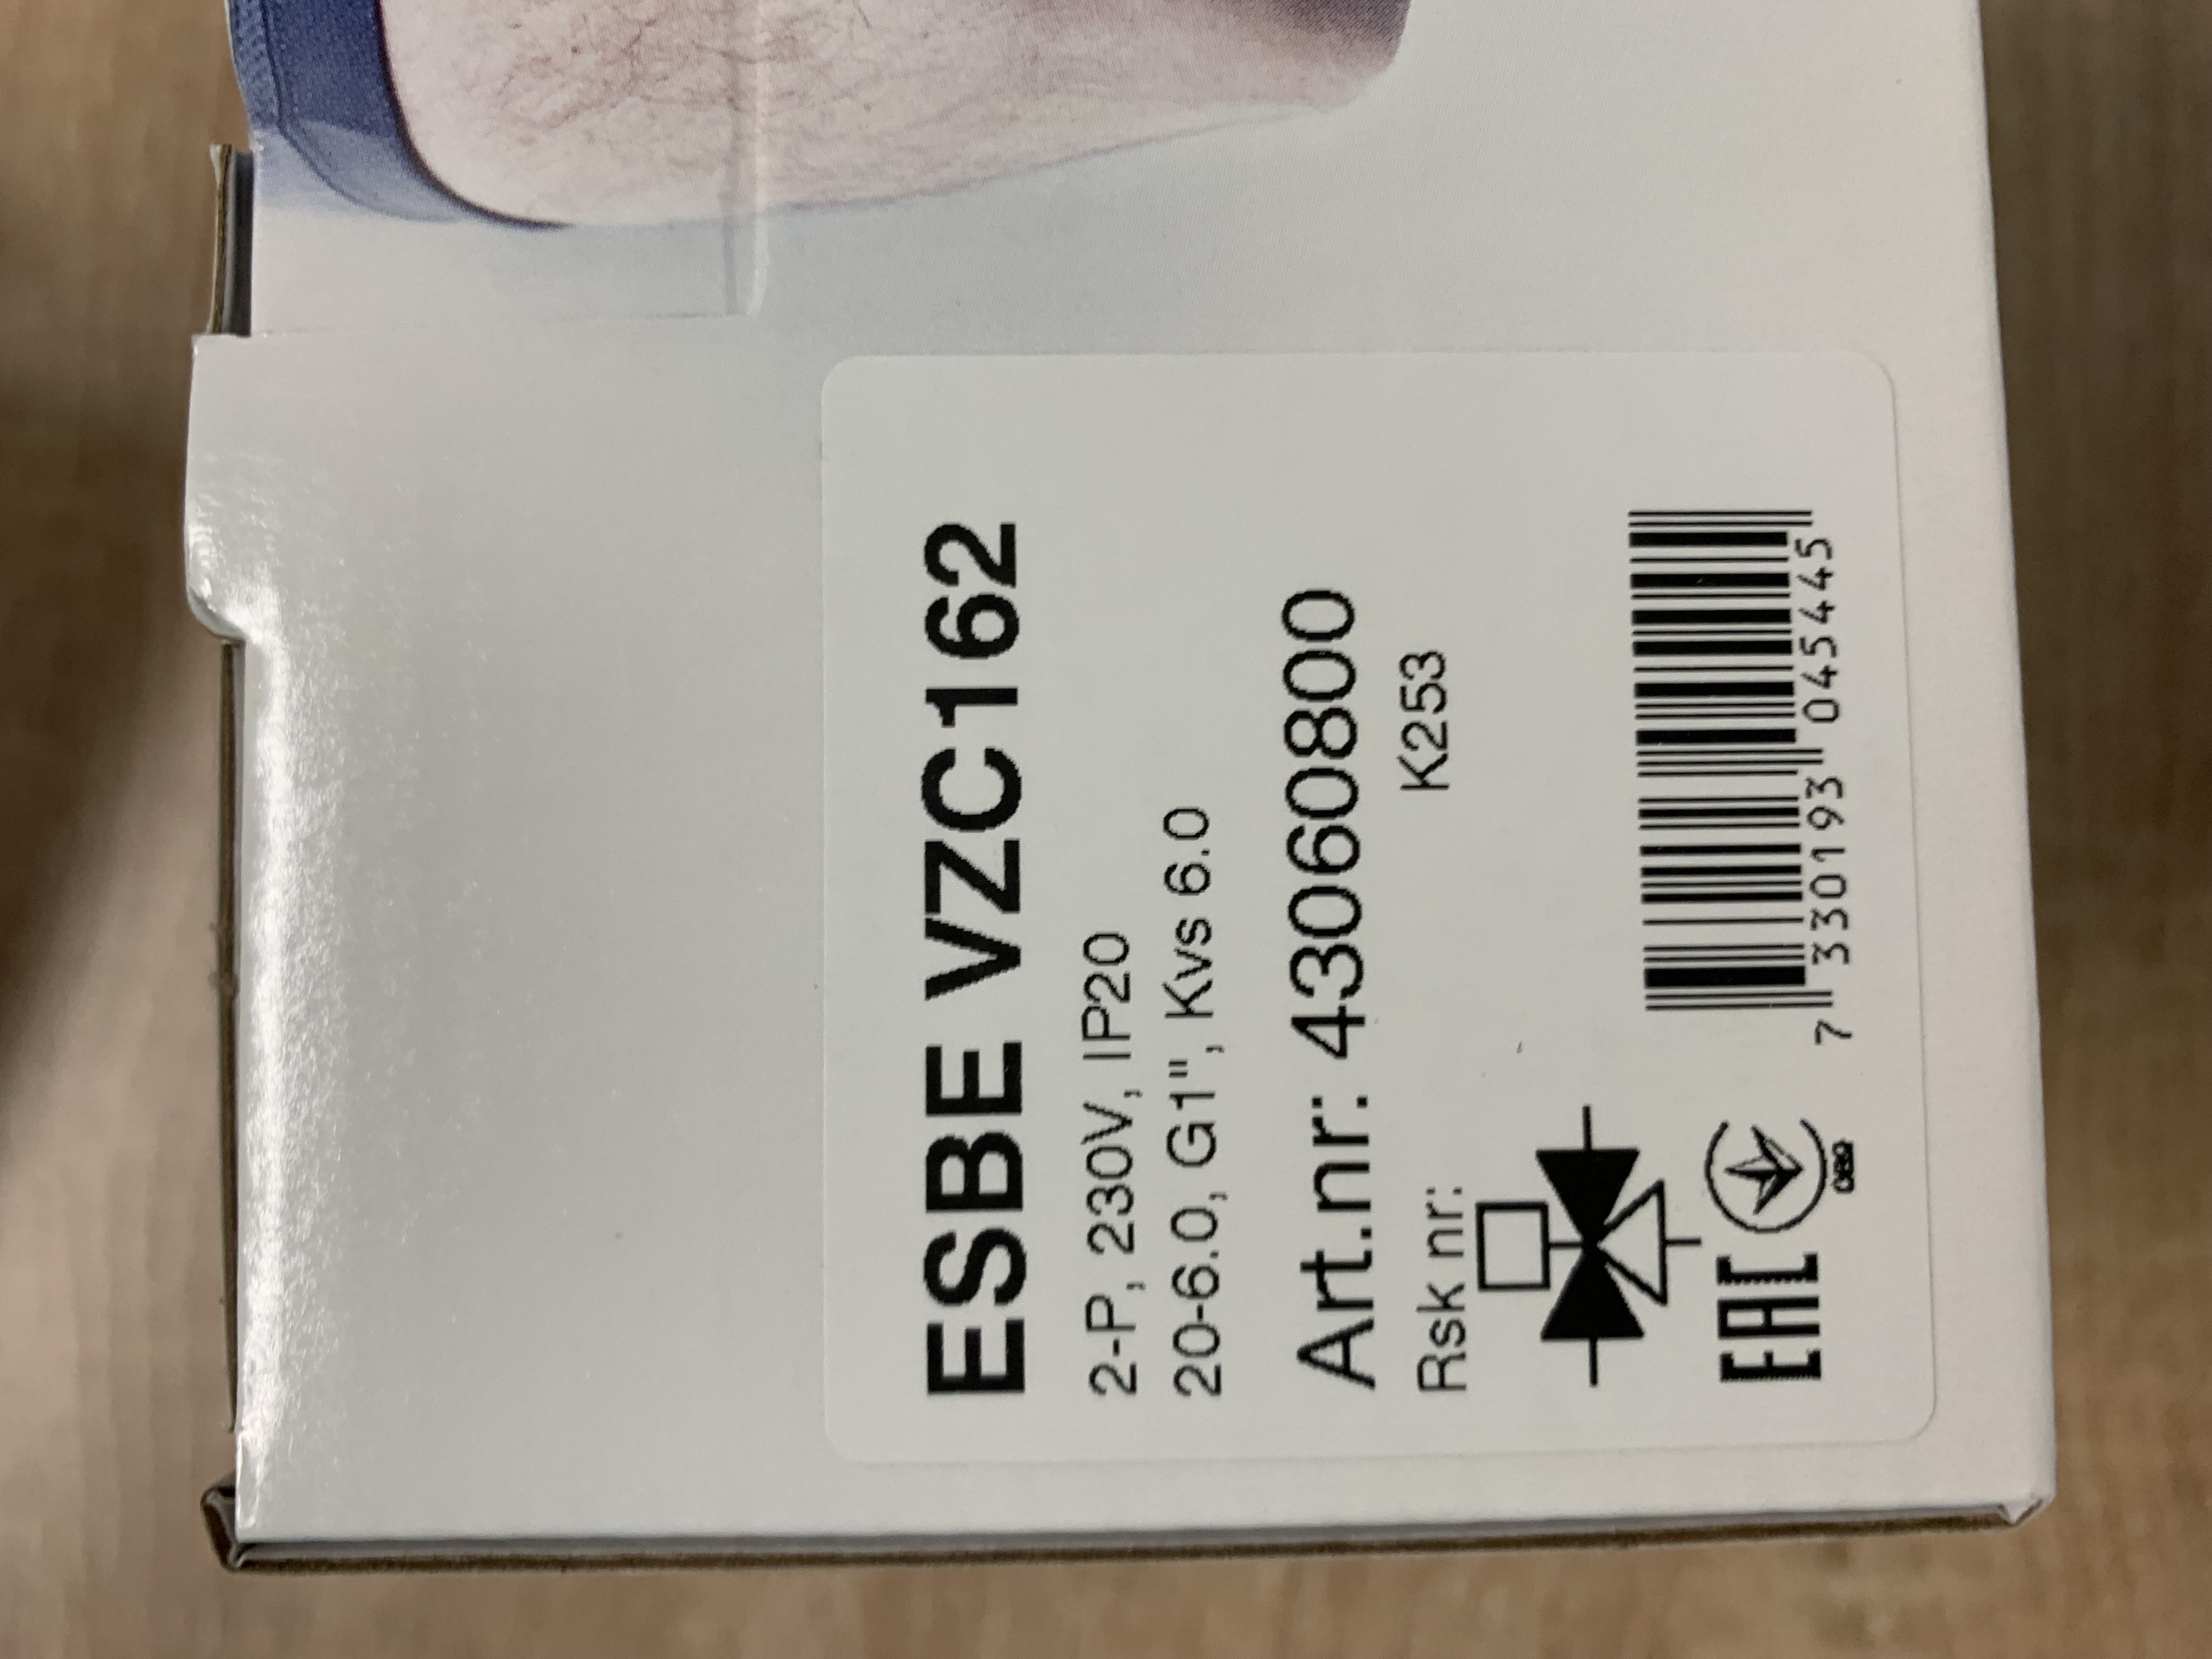 ESBE VZC162
2-P, 230V, IP20
20-6.0, G1", Kvs 6.0
Art.nr: 43060800
Rsk nr: K253
7 330193 045445
EAC